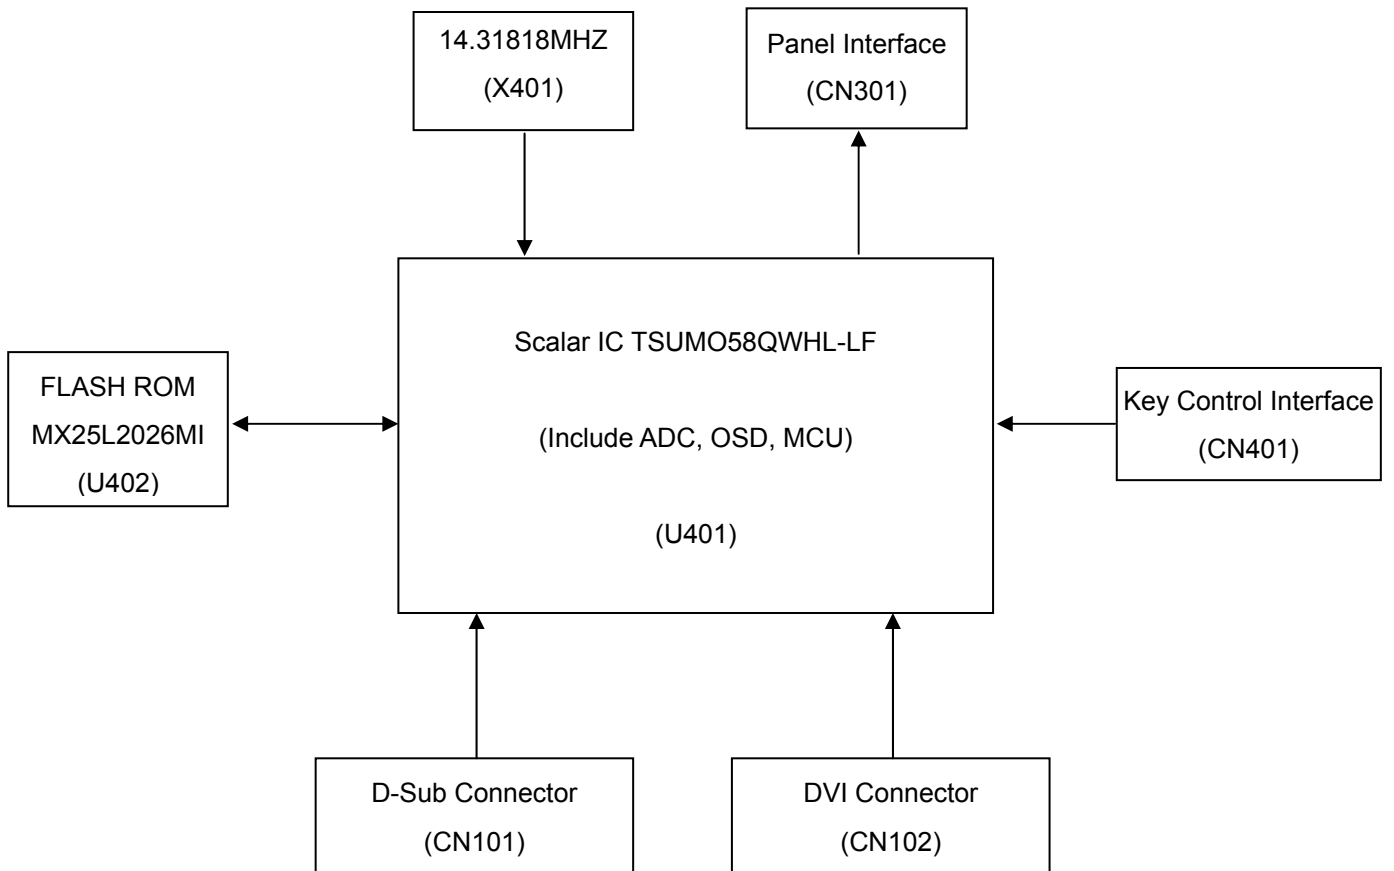 14.31818MHZ
(X401)
Panel Interface
(CN301)
Scalar IC TSUMO58QWHL-LF
(Include ADC, OSD, MCU)
(U401)
FLASH ROM
MX25L2026MI
(U402)
Key Control Interface
(CN401)
D-Sub Connector
(CN101)
DVI Connector
(CN102)